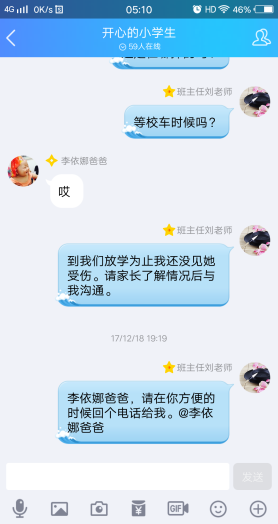 4G 0K/s 05:10 HD 46%
开心的小学生
59人在线
班主任刘老师
等校车时候吗?
李依娜爸爸
哎
班主任刘老师
到我们放学为止我还没见她
受伤。请家长了解情况后与
我沟通。
17/12/18 19:19
班主任刘老师
李依娜爸爸，请在你方便的
时候回个电话给我。@李依
娜爸爸
发送
GIF